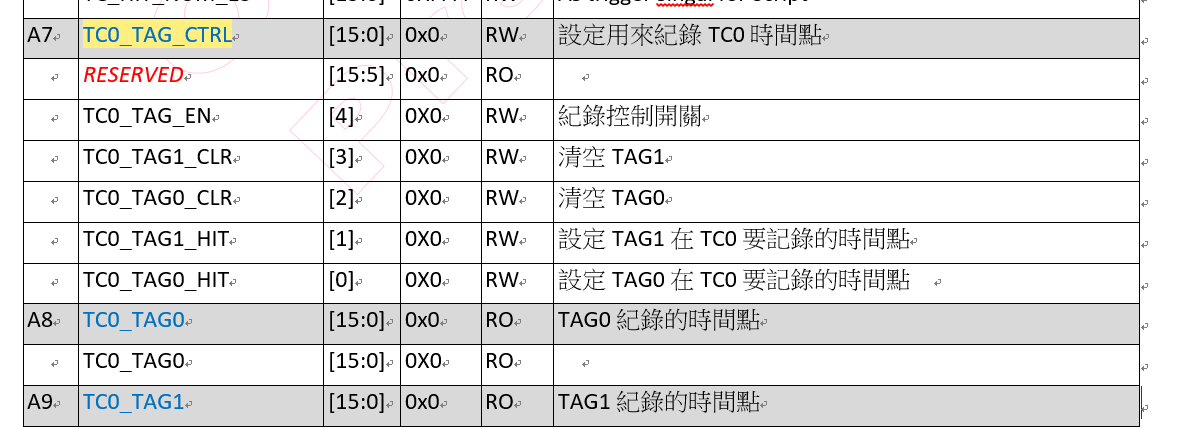 A7 TC0_TAG_CTRL [15:0] 0x0 RW 設定用來紀錄 TC0 時間點
RESERVED [15:5] 0x0 RO
TC0_TAG_EN [4] 0X0 RW 紀錄控制開關
TC0_TAG1_CLR [3] 0X0 RW 清空 TAG1
TC0_TAG0_CLR [2] 0X0 RW 清空 TAG0
TC0_TAG1_HIT [1] 0X0 RW 設定 TAG1 在 TC0 要記錄的時間點
TC0_TAG0_HIT [0] 0X0 RW 設定 TAG0 在 TC0 要記錄的時間點
A8 TC0_TAG0 [15:0] 0x0 RO TAG0 紀錄的時間點
TC0_TAG0 [15:0] 0X0 RO
A9 TC0_TAG1 [15:0] 0x0 RO TAG1 紀錄的時間點